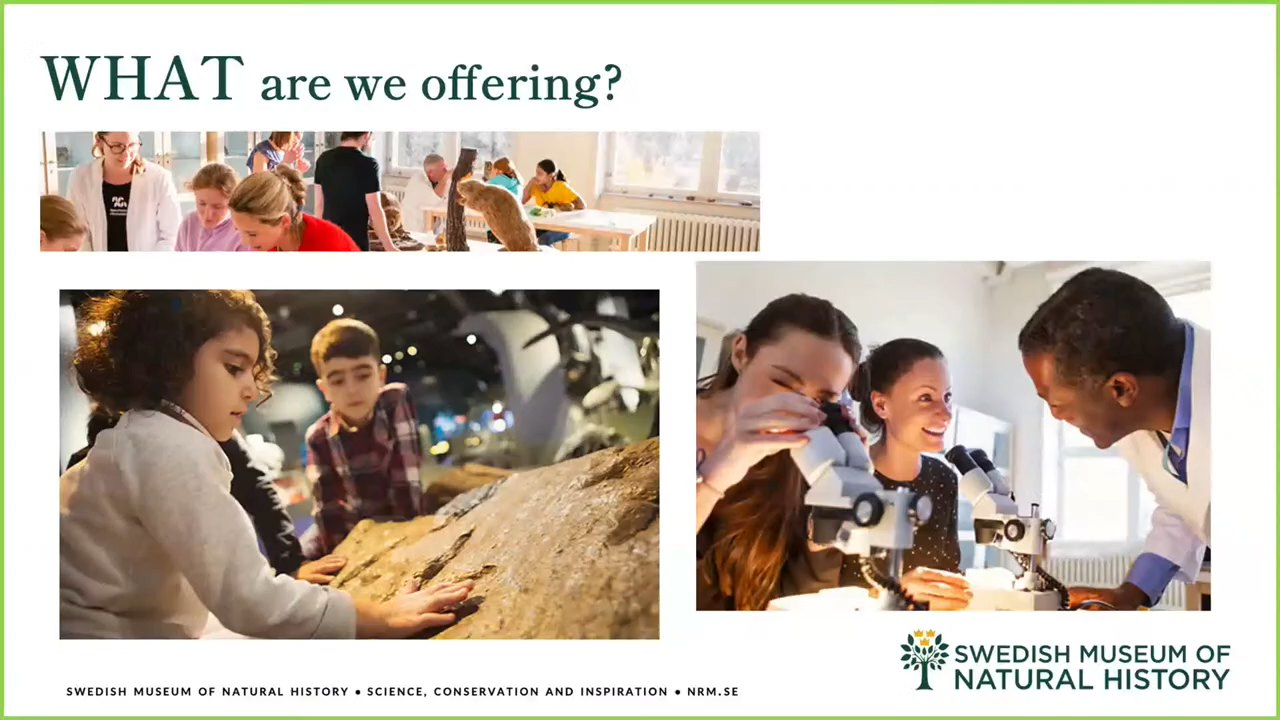 WHAT are we offering?
SWEDISH MUSEUM OF
NATURAL HISTORY
SWEDISH MUSEUM OF NATURAL HISTORY • SCIENCE, CONSERVATION AND INSPIRATION • NRM.SE